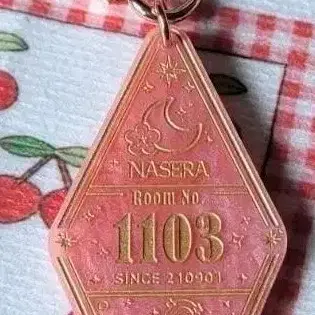 NASERA
Room No.
1103
SINCE 210901